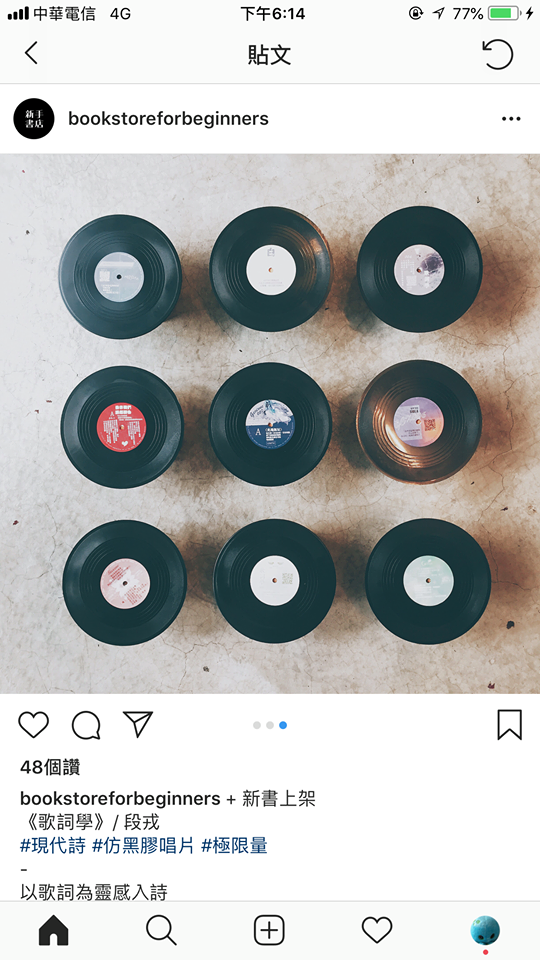 中華電信 4G 下午6:14 77%
貼文
新手
書店
bookstoreforbeginners
A
48個讚
bookstoreforbeginners + 新書上架
《歌詞學》/ 段戎
#現代詩 #仿黑膠唱片 #極限量
-
以歌詞為靈感入詩